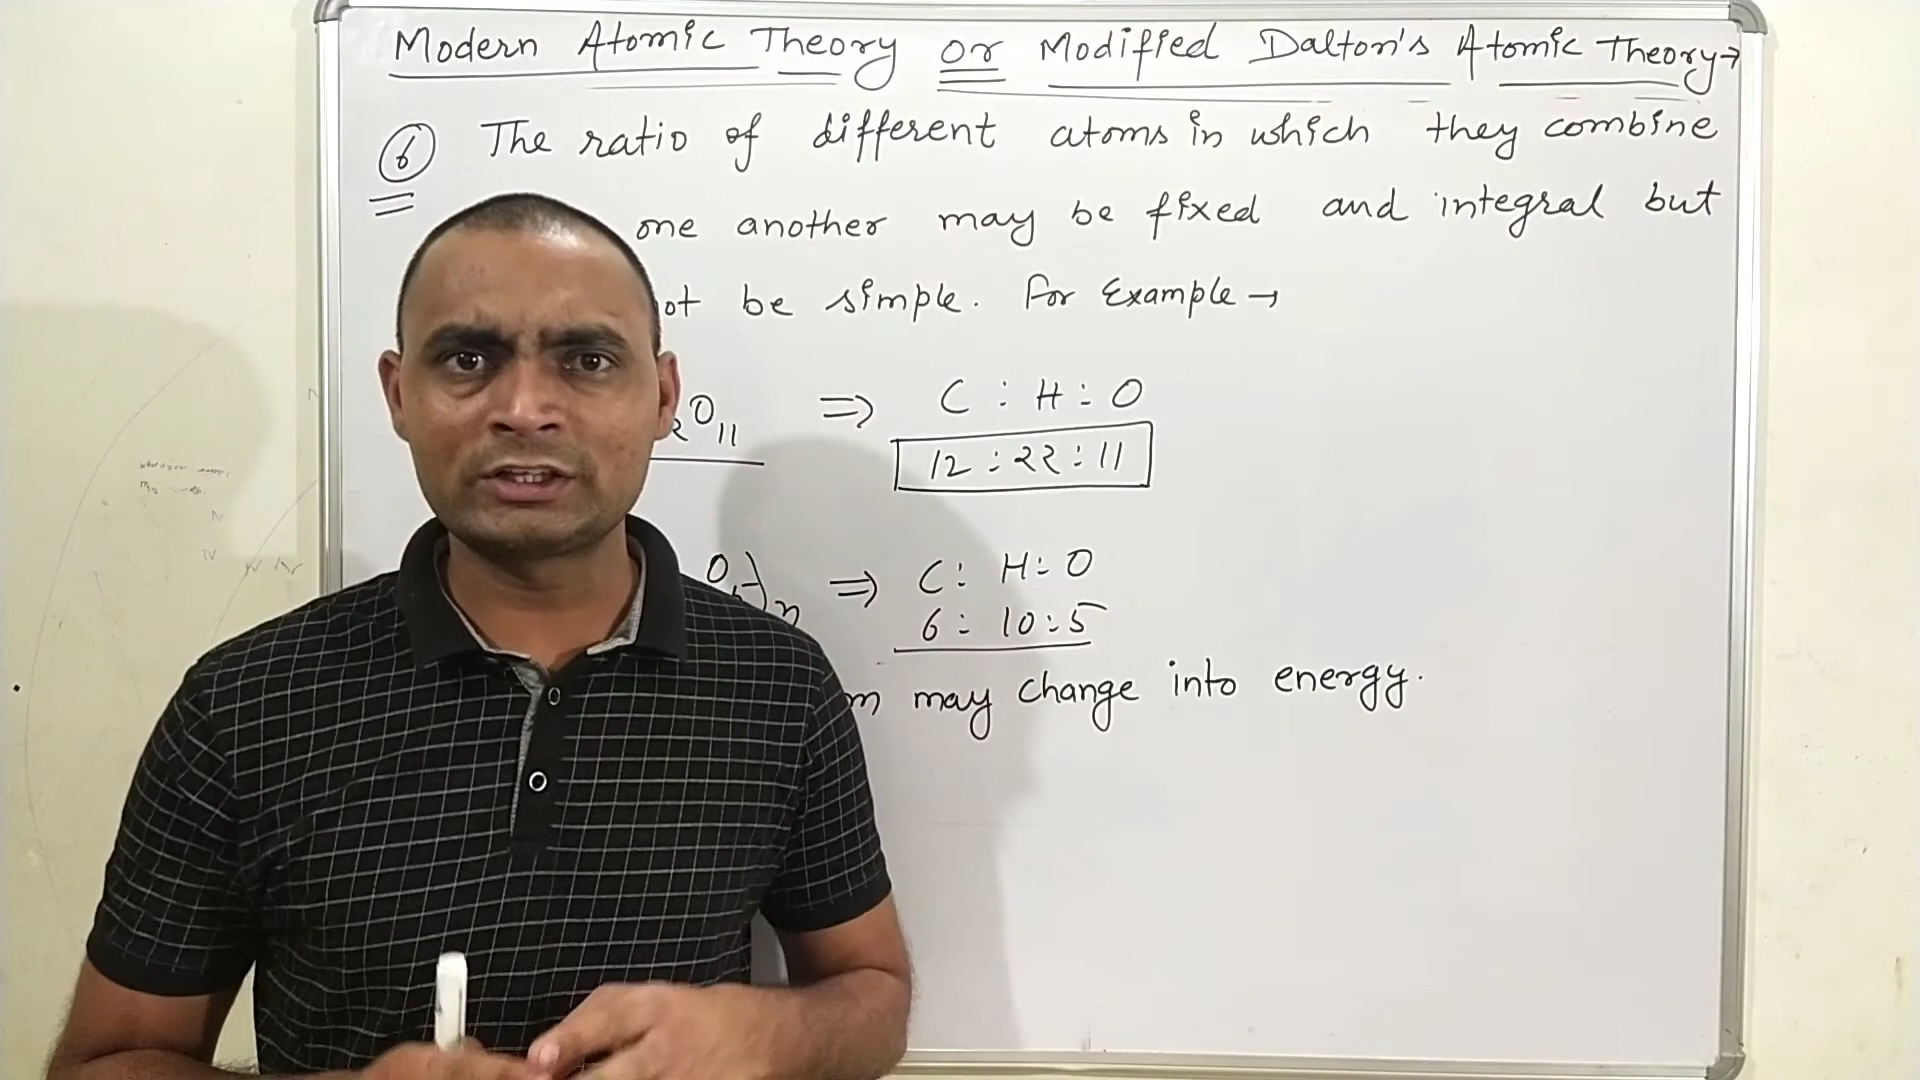 Modern Atomic Theory or Modified Dalton's Atomic Theory→
6 The ratio of different atoms in which they combine
one another may be fixed and integral but
ot be simple. For Example →
2O11 ⇒ C : H : O
12 : 22 : 11
O5)n ⇒ C : H : O
6 : 10 : 5
m may change into energy.